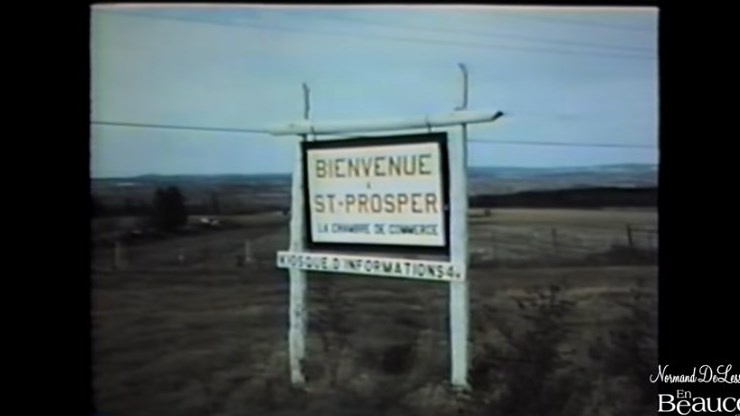 BIENVENUE
À
ST.-PROSPER
LA CHAMBRE DE COMMERCE
KIOSQUE.D'INFORMATIONS
Normand DeLess
En
Beauce